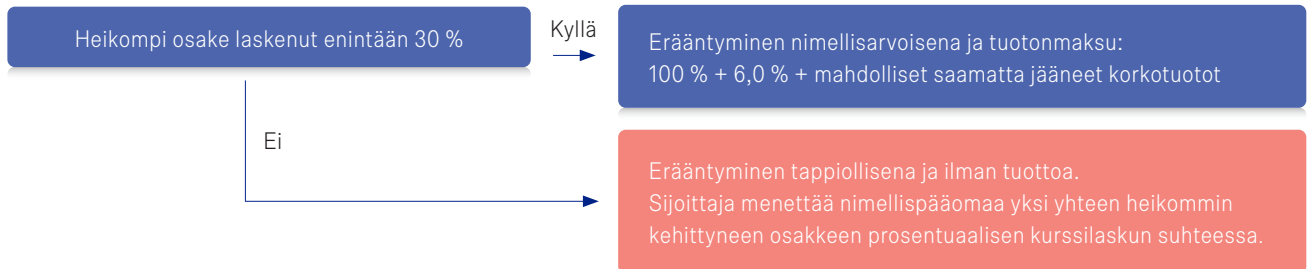 Heikompi osake laskenut enintään 30 %
Kyllä
Erääntyminen nimellisarvoisena ja tuotonmaksu:
100 % + 6,0 % + mahdolliset saamatta jääneet korkotuotot
Ei
Erääntyminen tappiollisena ja ilman tuottoa.
Sijoittaja menettää nimellispääomaa yksi yhteen heikommin
kehittyneen osakkeen prosentuaalisen kurssilaskun suhteessa.